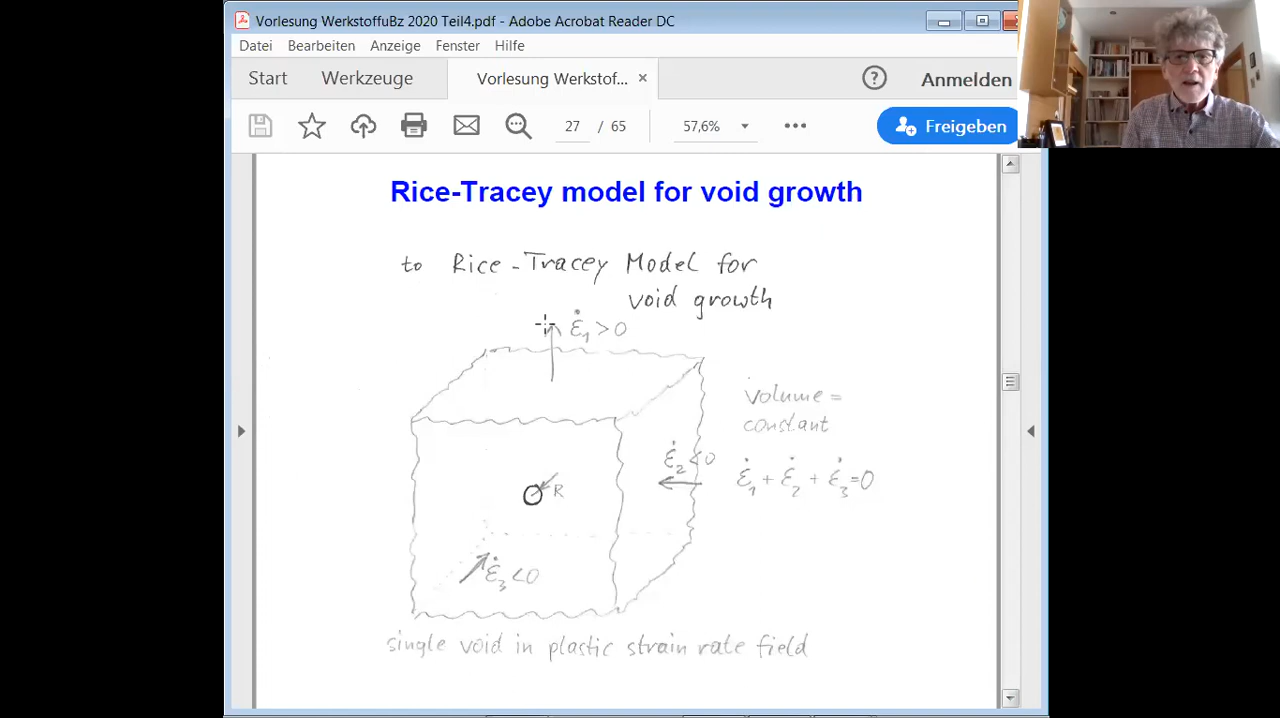 Vorlesung WerkstoffuBz 2020 Teil4.pdf - Adobe Acrobat Reader DC
Datei Bearbeiten Anzeige Fenster Hilfe
Start Werkzeuge Vorlesung Werkstof... × ? Anmelden
27 / 65 57,6% Freigeben
Rice-Tracey model for void growth
to Rice-Tracey Model for
void growth
ε̇₁ > 0
volume =
constant
ε̇₂ < 0
ε̇₁ + ε̇₂ + ε̇₃ = 0
R
ε̇₃ < 0
single void in plastic strain rate field